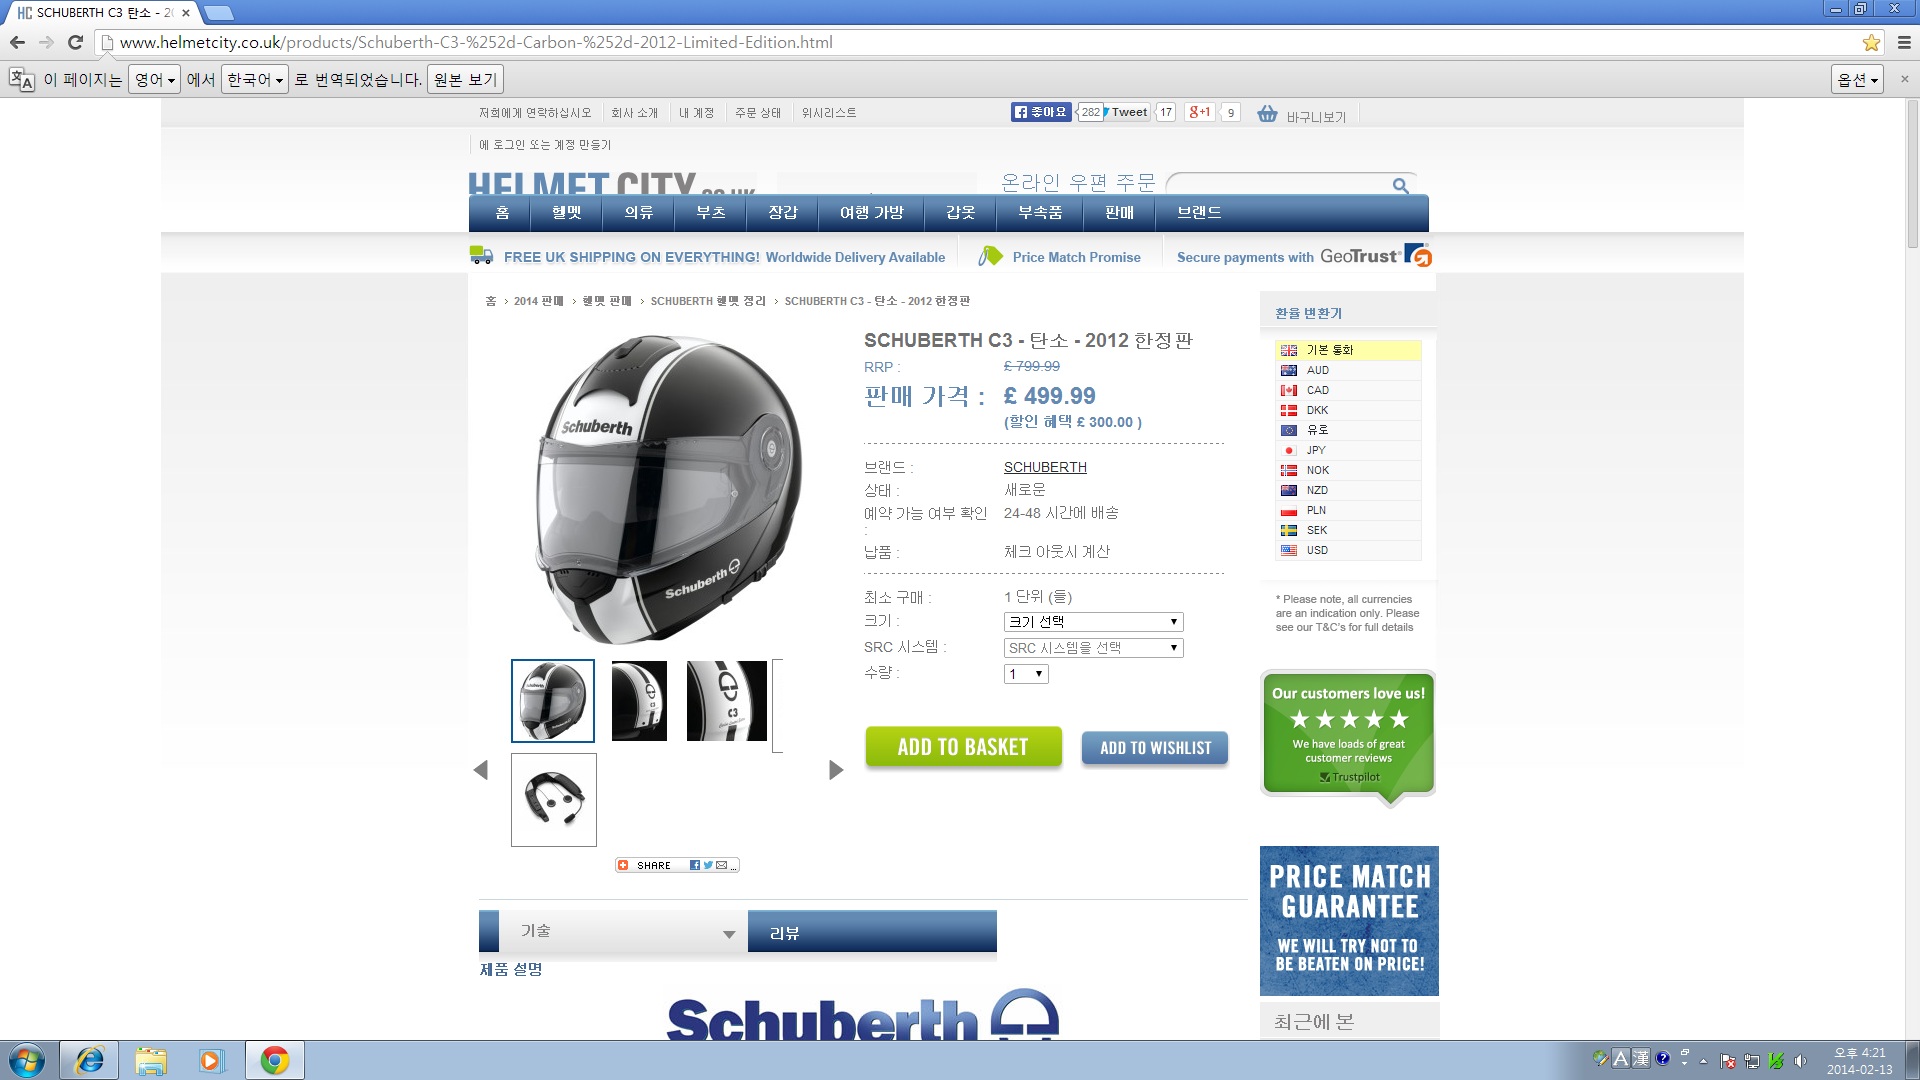 HC SCHUBERTH C3 탄소 - 20
www.helmetcity.co.uk/products/Schuberth-C3-%252d-Carbon-%252d-2012-Limited-Edition.html
이 페이지는 영어 에서 한국어 로 번역되었습니다. 원본 보기 옵션
저희에게 연락하십시오 회사 소개 내 계정 주문 상태 위시리스트 좋아요 282 Tweet 17 g+1 9 바구니보기
에 로그인 또는 계정 만들기
HELMET CITY.CO.UK 온라인 우편 주문
홈 헬멧 의류 부츠 장갑 여행 가방 갑옷 부속품 판매 브랜드
FREE UK SHIPPING ON EVERYTHING! Worldwide Delivery Available Price Match Promise Secure payments with GeoTrust
홈 > 2014 판매 > 헬멧 판매 > SCHUBERTH 헬멧 정리 > SCHUBERTH C3 - 탄소 - 2012 한정판
SCHUBERTH C3 - 탄소 - 2012 한정판
RRP : £ 799.99
판매 가격 : £ 499.99
(할인 혜택 £ 300.00 )
브랜드 : SCHUBERTH
상태 : 새로운
예약 가능 여부 확인 : 24-48 시간에 배송
납품 : 체크 아웃시 계산
최소 구매 : 1 단위 (들)
크기 : 크기 선택
SRC 시스템 : SRC 시스템을 선택
수량 : 1
ADD TO BASKET ADD TO WISHLIST
Schuberth
Schuberth
C3
SHARE ...
환율 변환기
기본 통화
AUD
CAD
DKK
유로
JPY
NOK
NZD
PLN
SEK
USD
* Please note, all currencies
are an indication only. Please
see our T&C's for full details
Our customers love us!
We have loads of great
customer reviews
Trustpilot
PRICE MATCH
GUARANTEE
WE WILL TRY NOT TO
BE BEATEN ON PRICE!
최근에 본
기술 리뷰
제품 설명
Schuberth
A 漢 오후 4:21
2014-02-13